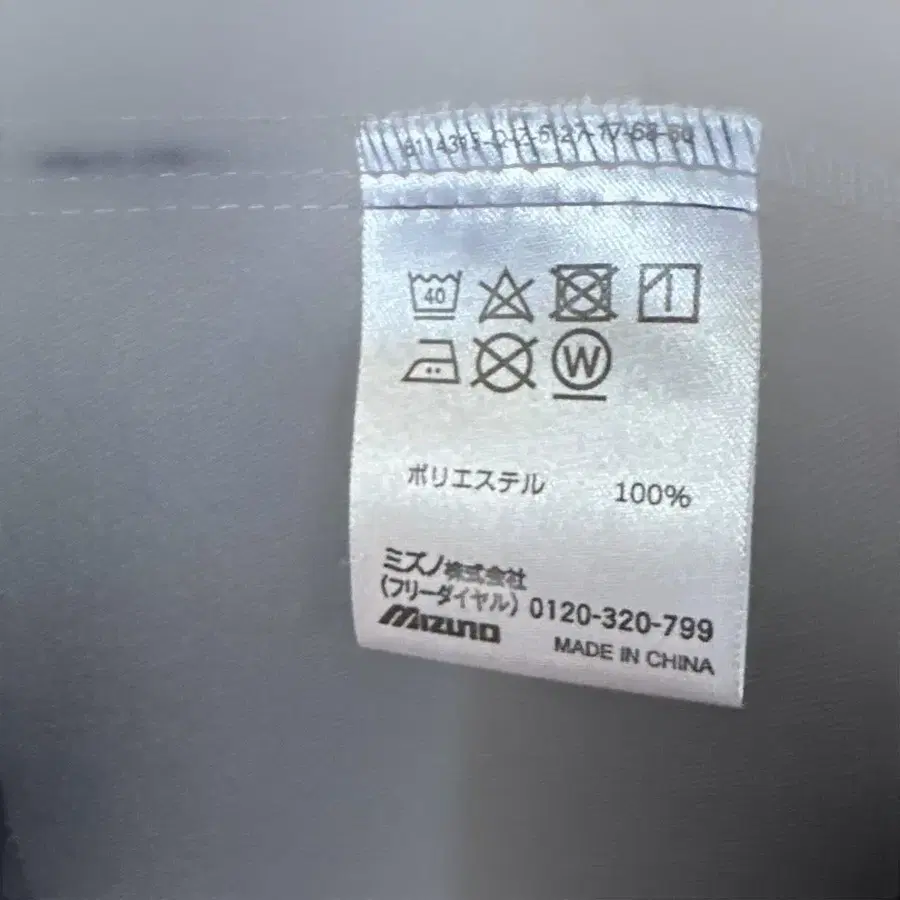 40
W
ポリエステル 100%
ミズノ株式会社
(フリーダイヤル) 0120-320-799
MIZUNO
MADE IN CHINA